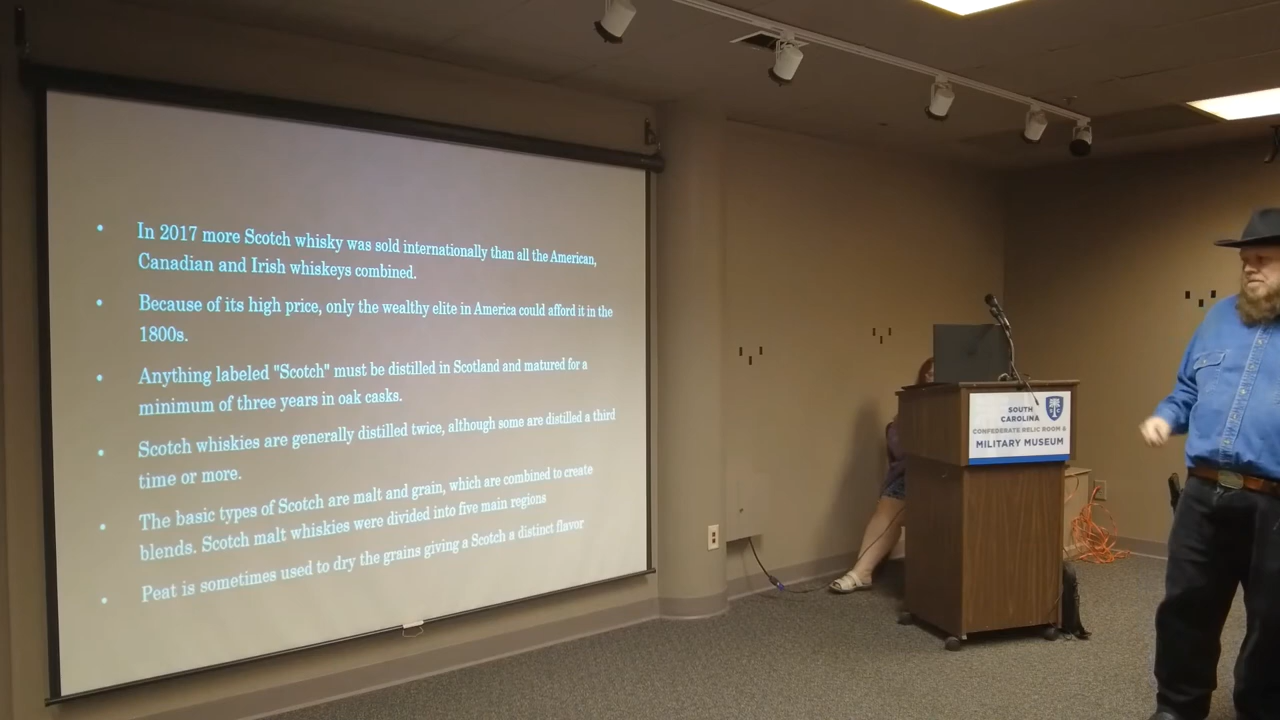 In 2017 more Scotch whisky was sold internationally than all the American,
Canadian and Irish whiskeys combined.
Because of its high price, only the wealthy elite in America could afford it in the
1800s.
Anything labeled "Scotch" must be distilled in Scotland and matured for a
minimum of three years in oak casks.
Scotch whiskies are generally distilled twice, although some are distilled a third
time or more.
The basic types of Scotch are malt and grain, which are combined to create
blends. Scotch malt whiskies were divided into five main regions
Peat is sometimes used to dry the grains giving a Scotch a distinct flavor
SOUTH
CAROLINA
CONFEDERATE RELIC ROOM &
MILITARY MUSEUM